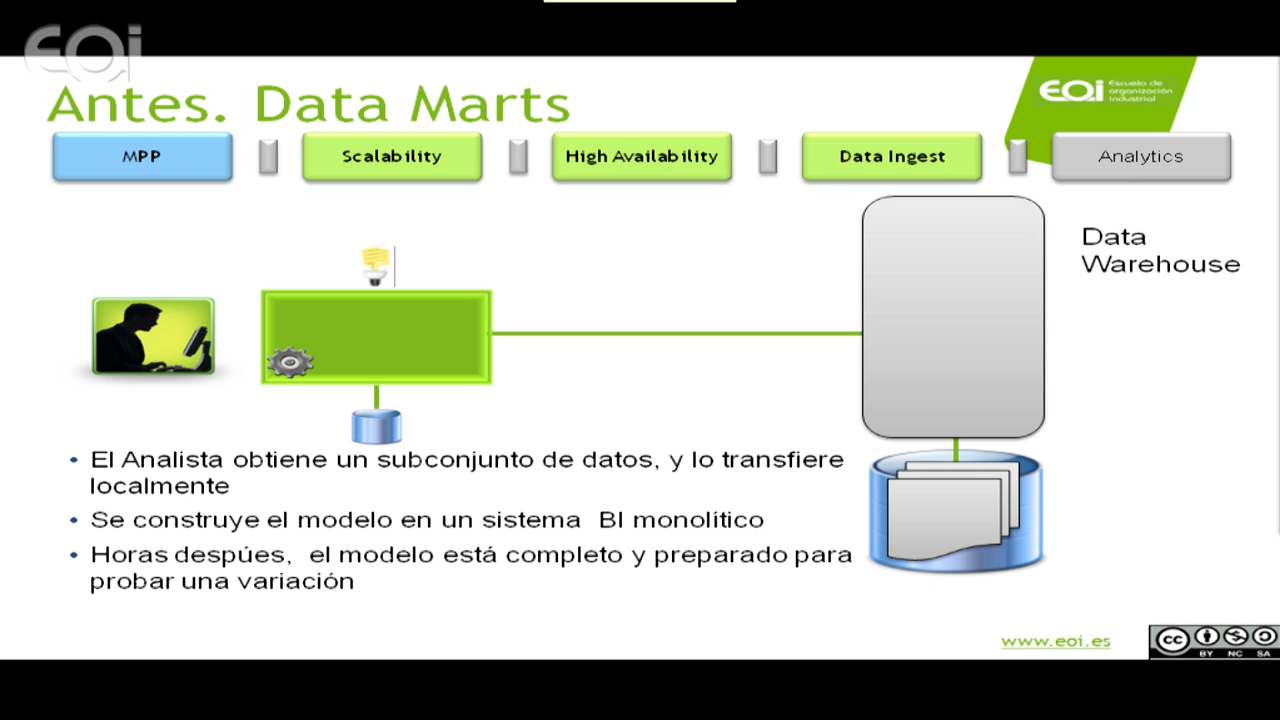 EOi
Antes. Data Marts
EOi Escuela de
organización
industrial
MPP
Scalability
High Availability
Data Ingest
Analytics
Data
Warehouse
• El Analista obtiene un subconjunto de datos, y lo transfiere
localmente
• Se construye el modelo en un sistema BI monolítico
• Horas despúes, el modelo está completo y preparado para
probar una variación
www.eoi.es
cc
BY NC SA